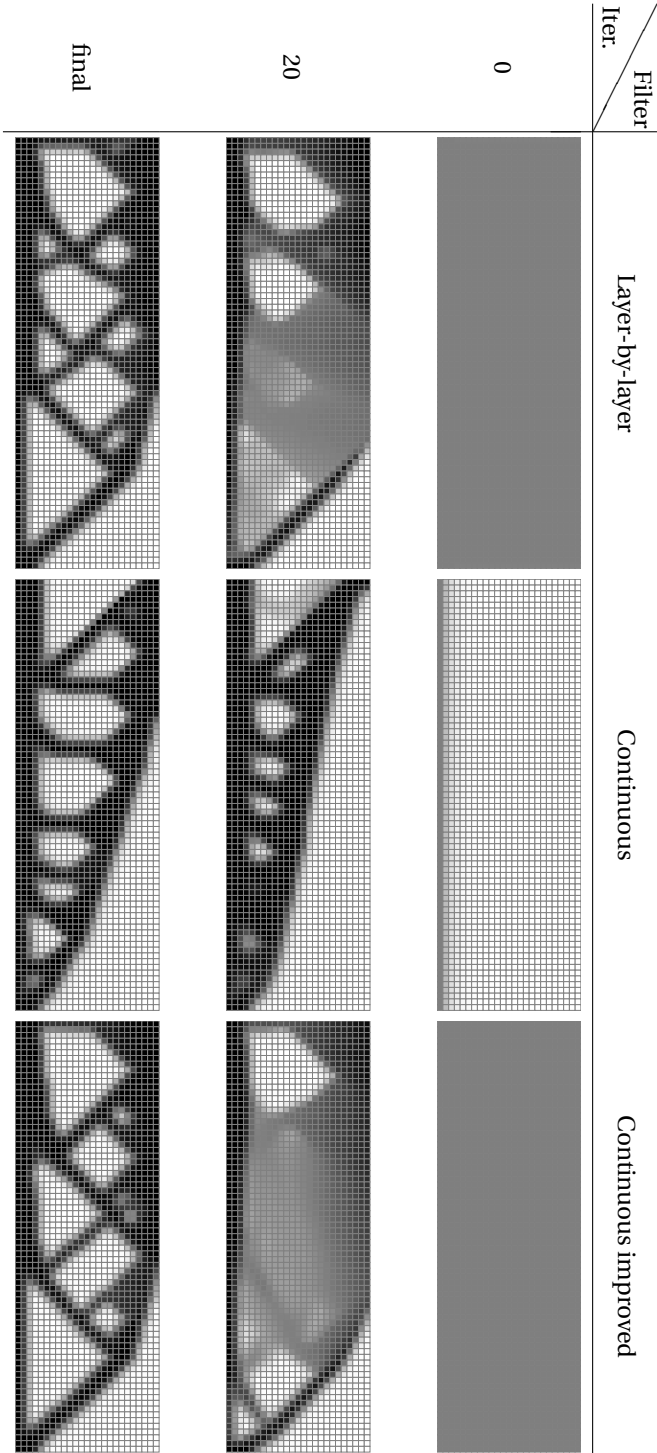 Iter.
Filter
Layer-by-layer
Continuous
Continuous improved
0
20
final